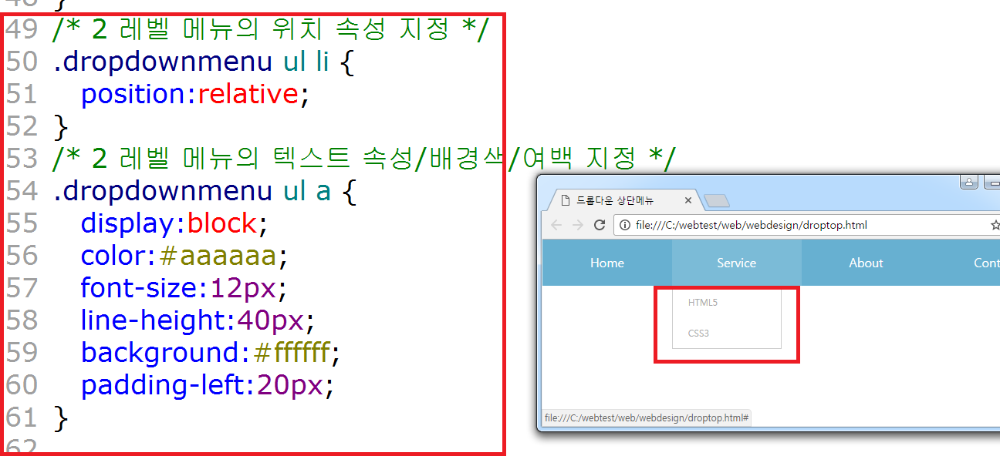 48 }
49 /* 2 레벨 메뉴의 위치 속성 지정 */
50 .dropdownmenu ul li {
51 position:relative;
52 }
53 /* 2 레벨 메뉴의 텍스트 속성/배경색/여백 지정 */
54 .dropdownmenu ul a {
55 display:block;
56 color:#aaaaaa;
57 font-size:12px;
58 line-height:40px;
59 background:#ffffff;
60 padding-left:20px;
61 }
62
드롭다운 상단메뉴
file:///C:/webtest/web/webdesign/droptop.html
Home Service About Cont
HTML5
CSS3
file:///C:/webtest/web/webdesign/droptop.html#